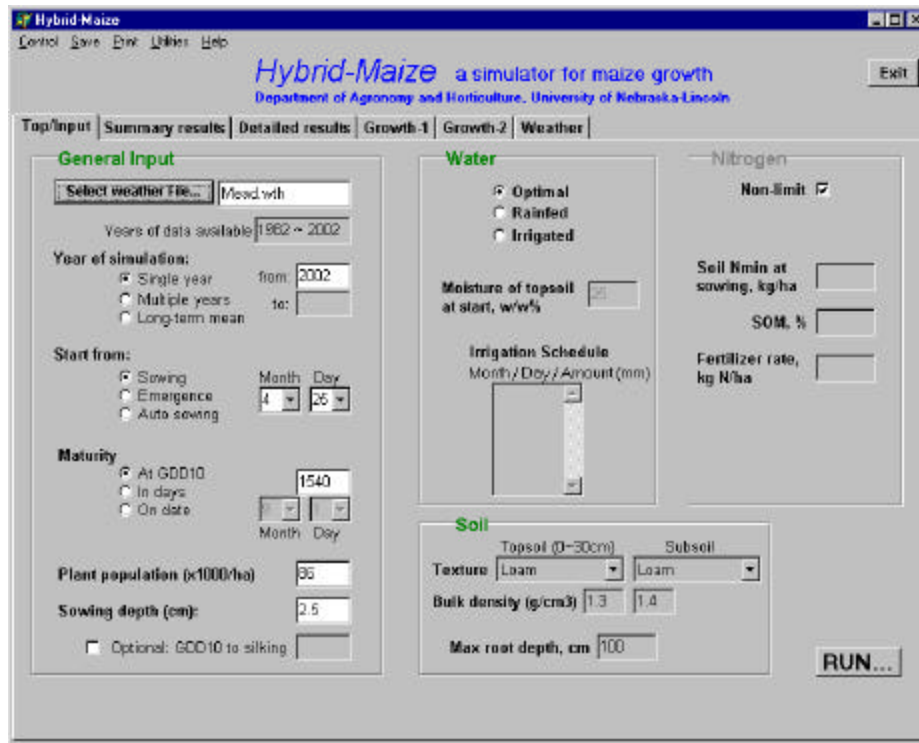 Hybrid-Maize
Control Save Print Utilities Help
Hybrid-Maize a simulator for maize growth
Department of Agronomy and Horticulture, University of Nebraska-Lincoln
Exit
Top/Input Summary results Detailed results Growth-1 Growth-2 Weather
General Input
Select weather File... Mead.wth
Years of data available 1982 ~ 2002
Year of simulation:
Single year from: 2002
Multiple years to:
Long-term mean
Start from:
Sowing Month Day
Emergence 4 26
Auto sowing
Maturity
At GDD10 1540
In days
On date
Month Day
Plant population (x1000/ha) 86
Sowing depth (cm): 2.5
Optional: GDD10 to silking
Water
Optimal
Rainfed
Irrigated
Moisture of topsoil
at start, w/w%
Irrigation Schedule
Month / Day / Amount (mm)
Nitrogen
Non-limit
Soil Nmin at
sowing, kg/ha
SOM, %
Fertilizer rate,
kg N/ha
Soil
Topsoil (0~30cm) Subsoil
Texture Loam Loam
Bulk density (g/cm3) 1.3 1.4
Max root depth, cm 100
RUN...